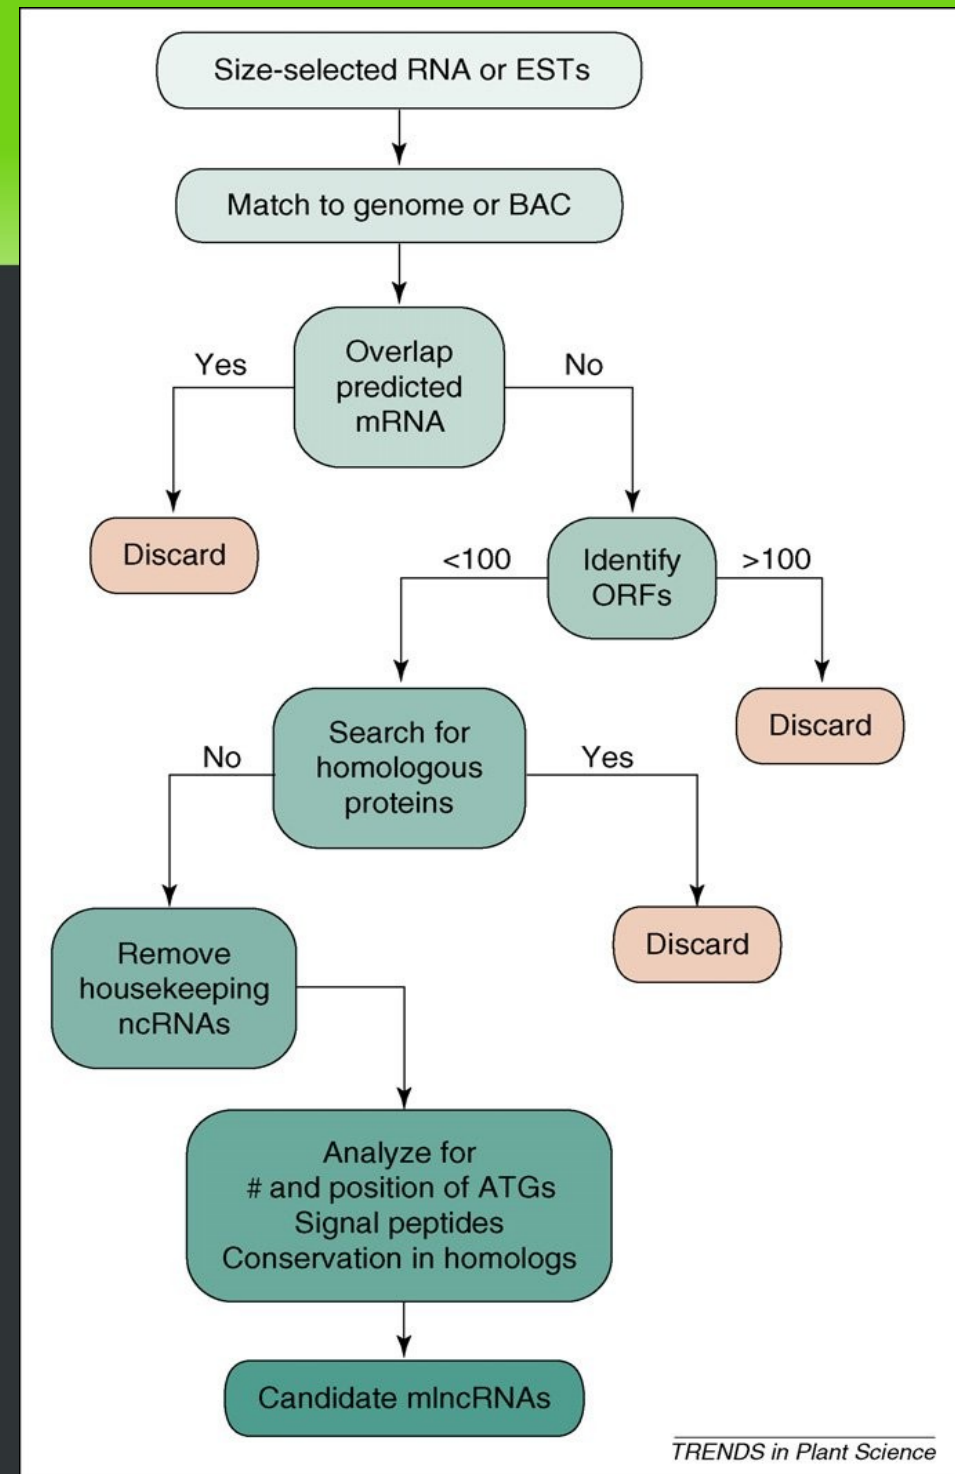 Size-selected RNA or ESTs
Match to genome or BAC
Overlap
predicted
mRNA
Yes
No
Discard
Identify
ORFs
<100
>100
Discard
Search for
homologous
proteins
No
Yes
Discard
Remove
housekeeping
ncRNAs
Analyze for
# and position of ATGs
Signal peptides
Conservation in homologs
Candidate mlncRNAs
TRENDS in Plant Science